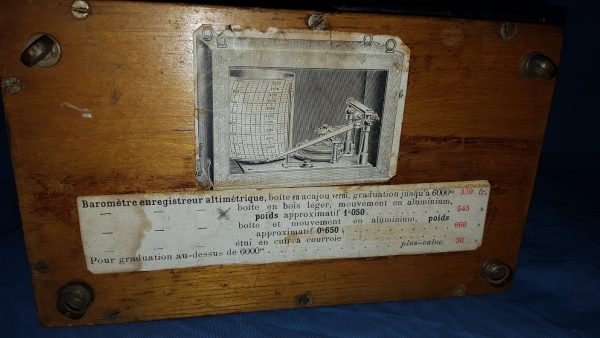 Baromètre enregistreur altimétrique, boîte en acajou verni, graduation jusqu'à 6000m 330 fr.
— — ✕ boîte en bois léger, mouvement en aluminium,
poids approximatif 1k050. 545 »
— — — boîte et mouvement en aluminium, poids
approximatif 0k650. 660 »
— — — étui en cuir à courroie
Pour graduation au-dessus de 6000m plus-value. 30 »